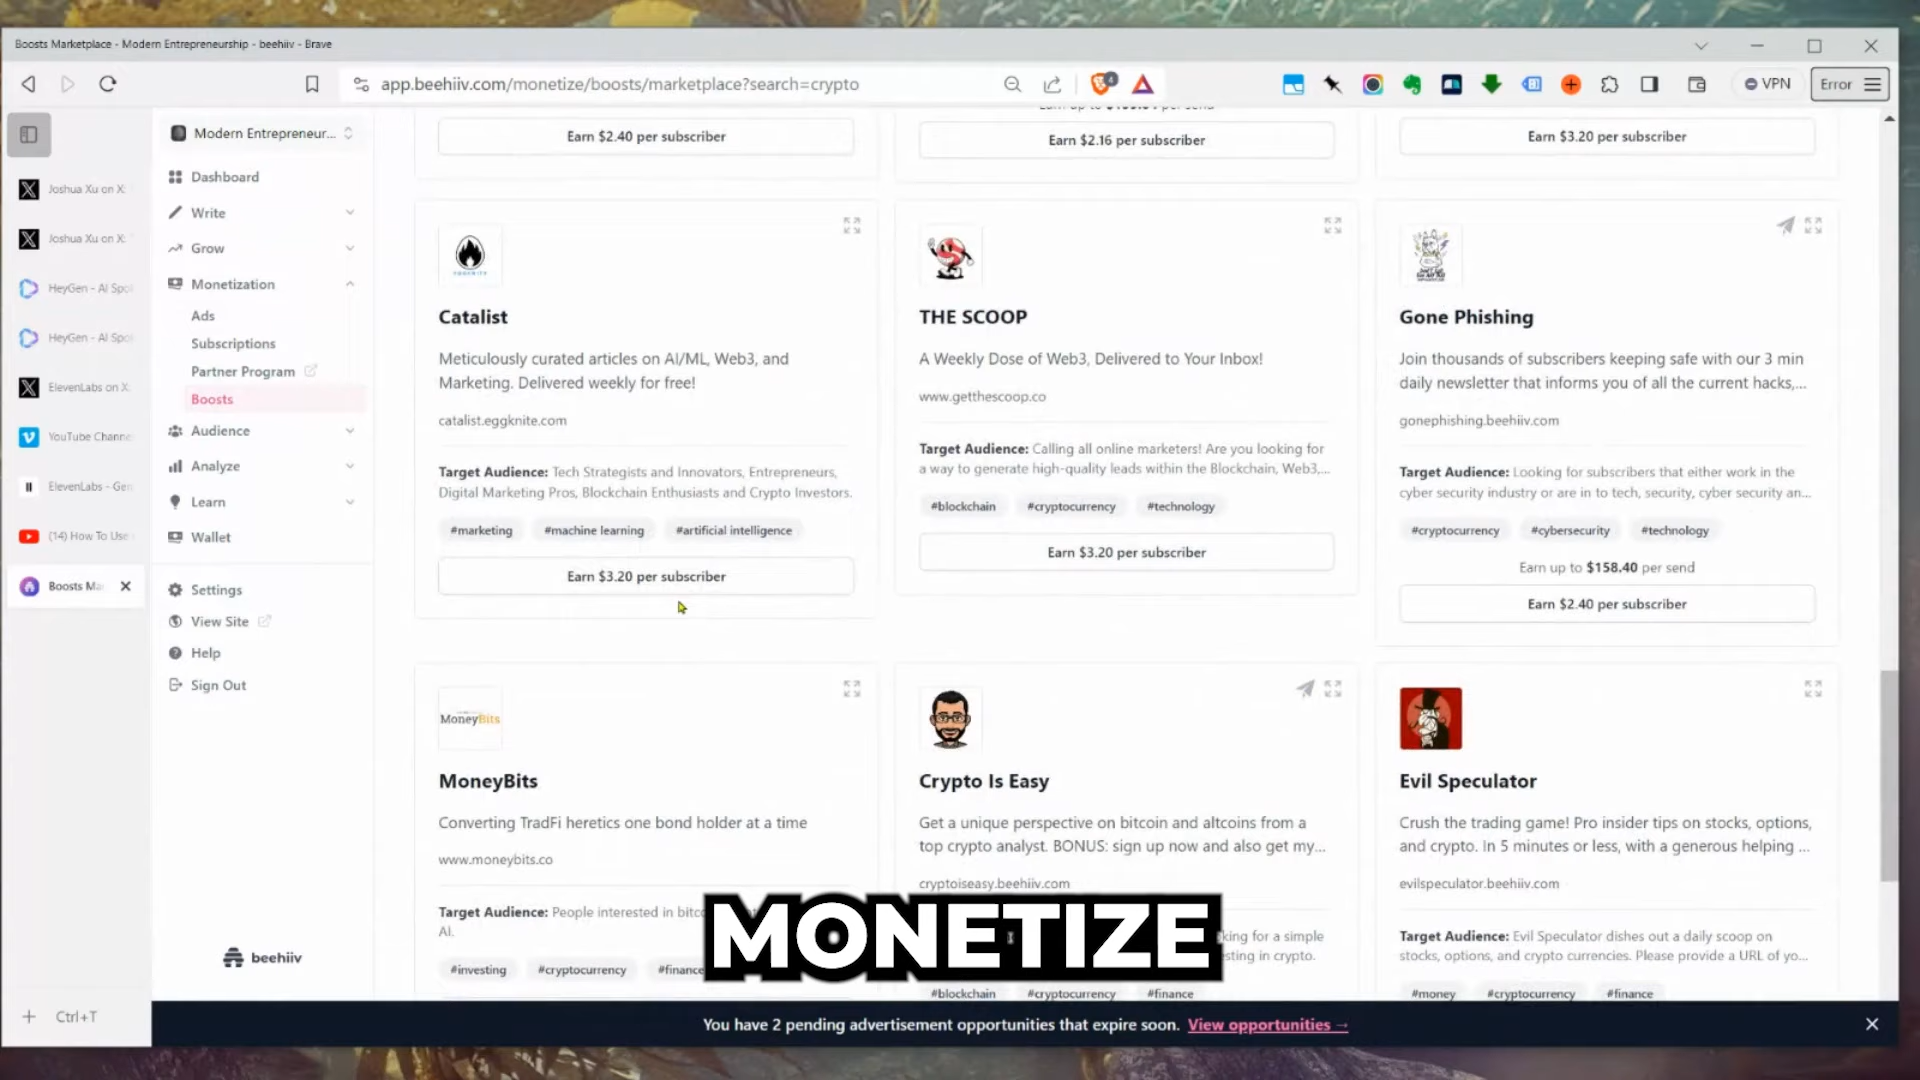 Boosts Marketplace - Modern Entrepreneurship - beehiiv - Brave
app.beehiiv.com/monetize/boosts/marketplace?search=crypto
4
VPN
Error
Joshua Xu on X:
Joshua Xu on X:
HeyGen - AI Spo
HeyGen - AI Spo
ElevenLabs on X
YouTube Channe
ElevenLabs - Gen
(14) How To Use
Boosts Ma
Ctrl+T
Modern Entrepreneur...
Dashboard
Write
Grow
Monetization
Ads
Subscriptions
Partner Program
Boosts
Audience
Analyze
Learn
Wallet
Settings
View Site
Help
Sign Out
beehiiv
Earn $2.40 per subscriber
Earn $2.16 per subscriber
Earn $3.20 per subscriber
Catalist
Meticulously curated articles on AI/ML, Web3, and
Marketing. Delivered weekly for free!
catalist.eggknite.com
Target Audience: Tech Strategists and Innovators, Entrepreneurs,
Digital Marketing Pros, Blockchain Enthusiasts and Crypto Investors.
#marketing #machine learning #artificial intelligence
Earn $3.20 per subscriber
THE SCOOP
A Weekly Dose of Web3, Delivered to Your Inbox!
www.getthescoop.co
Target Audience: Calling all online marketers! Are you looking for
a way to generate high-quality leads within the Blockchain, Web3,...
#blockchain #cryptocurrency #technology
Earn $3.20 per subscriber
Gone Phishing
Join thousands of subscribers keeping safe with our 3 min
daily newsletter that informs you of all the current hacks,...
gonephishing.beehiiv.com
Target Audience: Looking for subscribers that either work in the
cyber security industry or are in to tech, security, cyber security an...
#cryptocurrency #cybersecurity #technology
Earn up to $158.40 per send
Earn $2.40 per subscriber
MoneyBits
MoneyBits
Converting TradFi heretics one bond holder at a time
www.moneybits.co
Target Audience: People interested in bitc
AI.
#investing #cryptocurrency #financ
Crypto Is Easy
Get a unique perspective on bitcoin and altcoins from a
top crypto analyst. BONUS: sign up now and also get my...
cryptoiseasy.beehiiv.com
king for a simple
sting in crypto.
#blockchain #cryptocurrency #finance
Evil Speculator
Crush the trading game! Pro insider tips on stocks, options,
and crypto. In 5 minutes or less, with a generous helping ...
evilspeculator.beehiiv.com
Target Audience: Evil Speculator dishes out a daily scoop on
stocks, options, and crypto currencies. Please provide a URL of yo...
#money #cryptocurrency #finance
MONETIZE
You have 2 pending advertisement opportunities that expire soon. View opportunities →